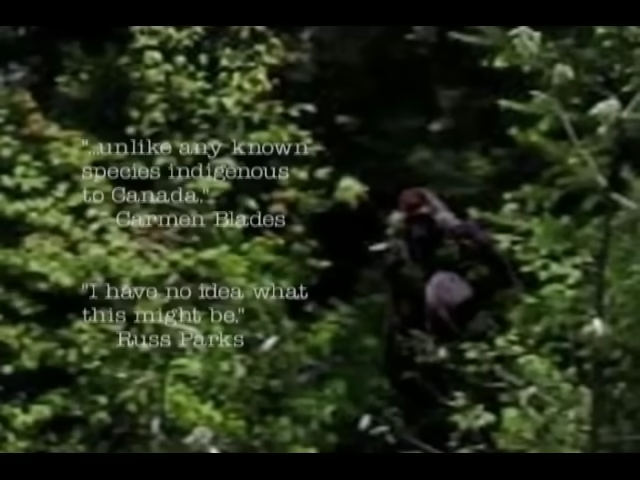 "...unlike any known
species indigenous
to Canada."
Carmen Blades
"I have no idea what
this might be."
Russ Parks